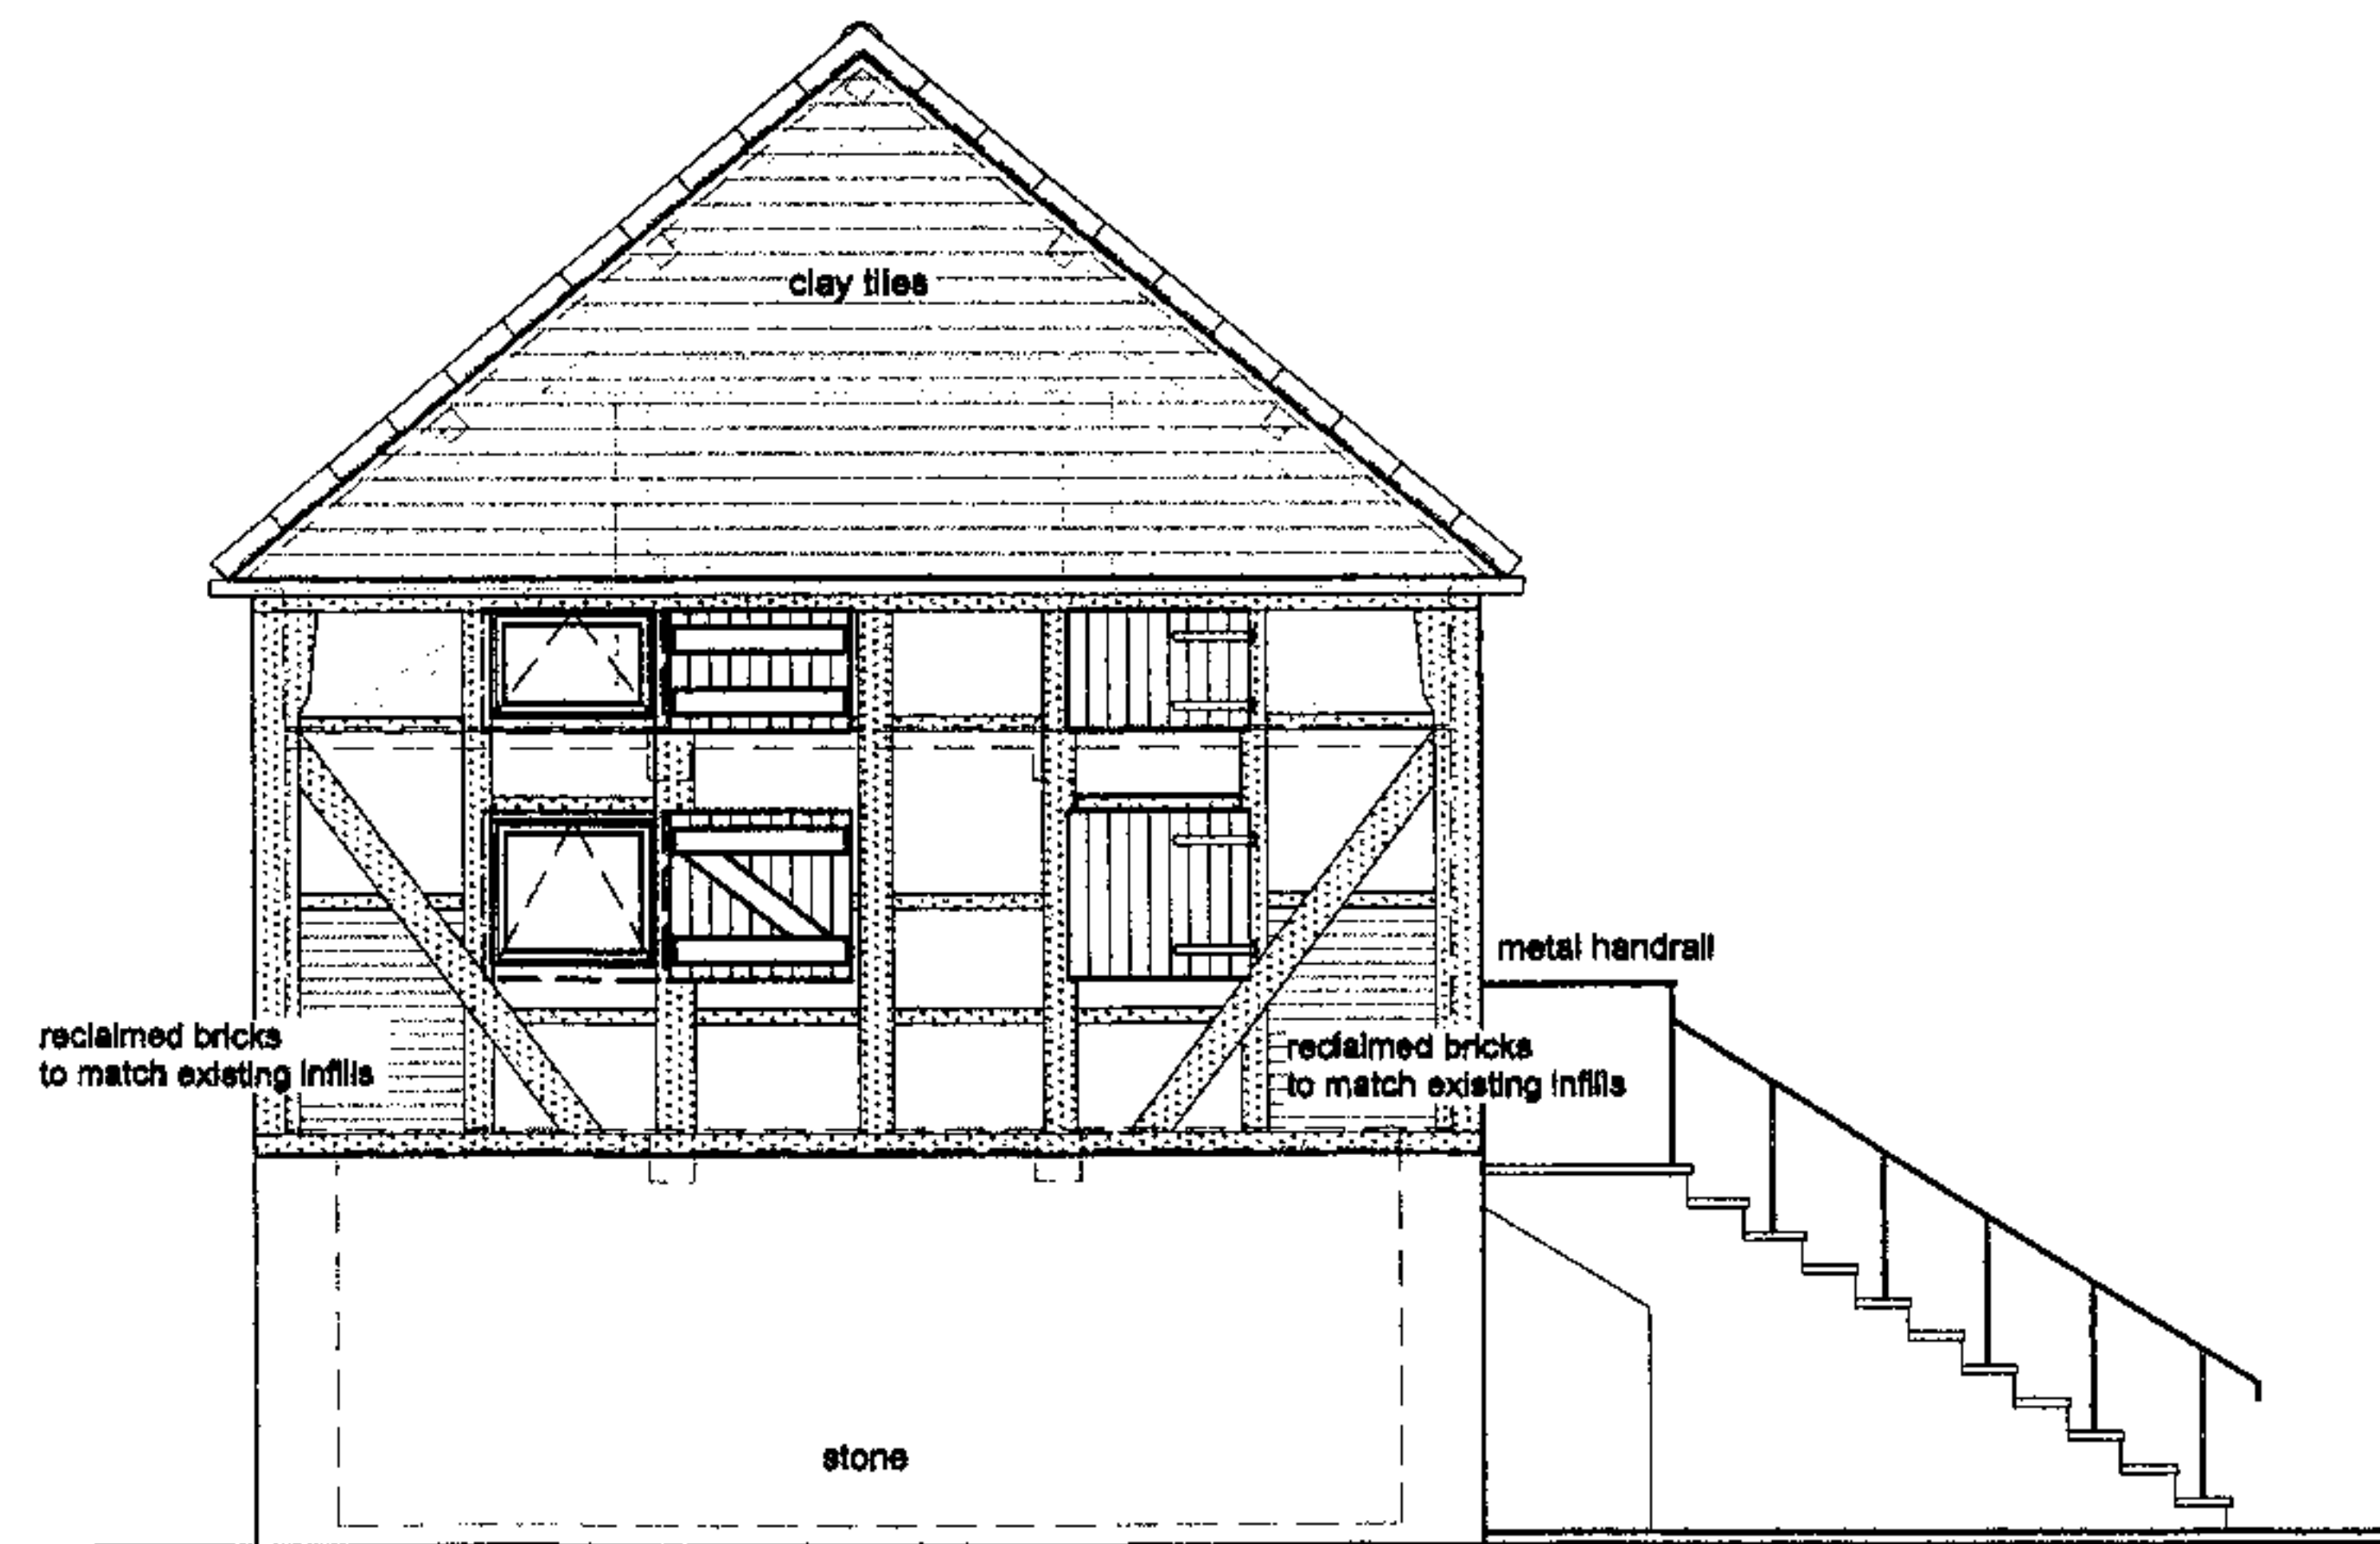 clay tiles
metal handrail
reclaimed bricks
to match existing infills
reclaimed bricks
to match existing infills
stone